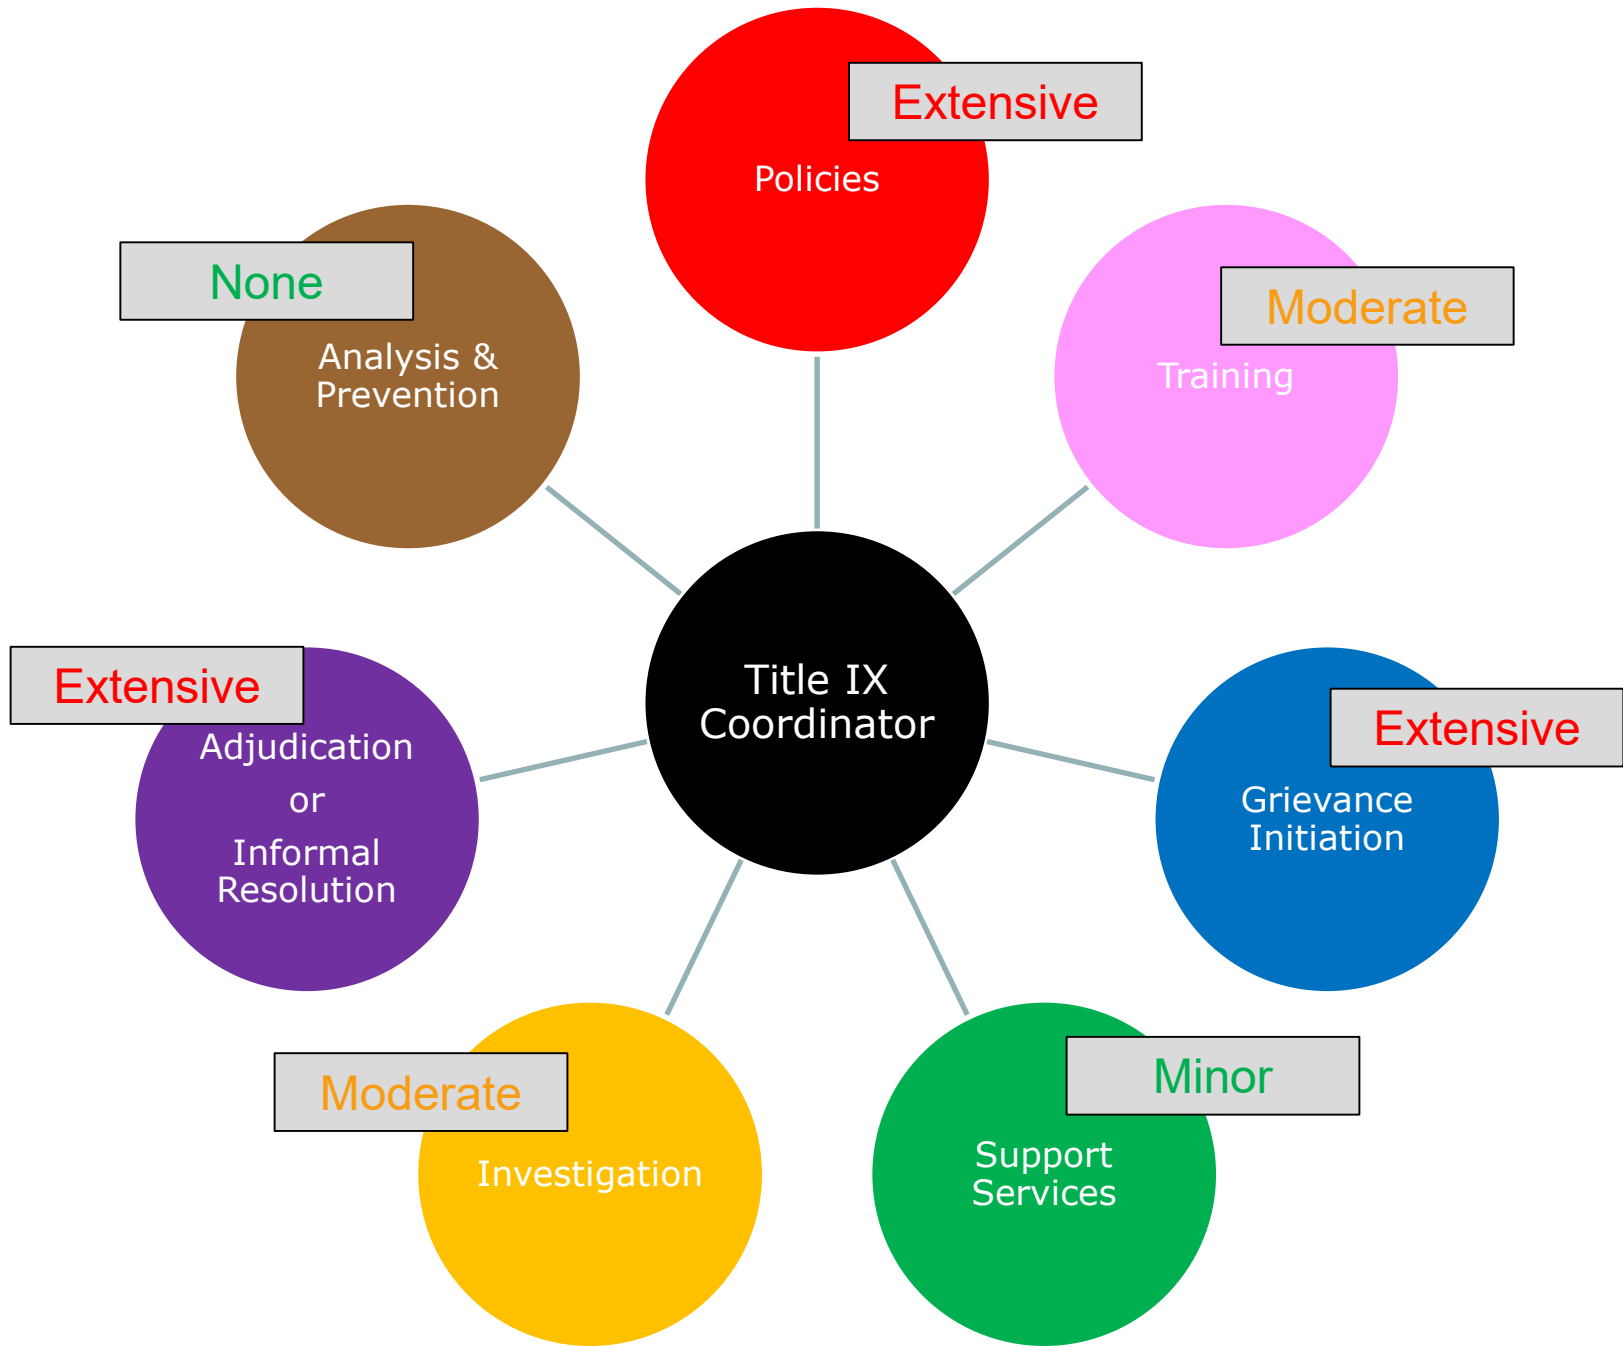 Extensive
Policies
None
Analysis &
Prevention
Moderate
Training
Title IX
Coordinator
Extensive
Adjudication
or
Informal
Resolution
Extensive
Grievance
Initiation
Moderate
Investigation
Minor
Support
Services